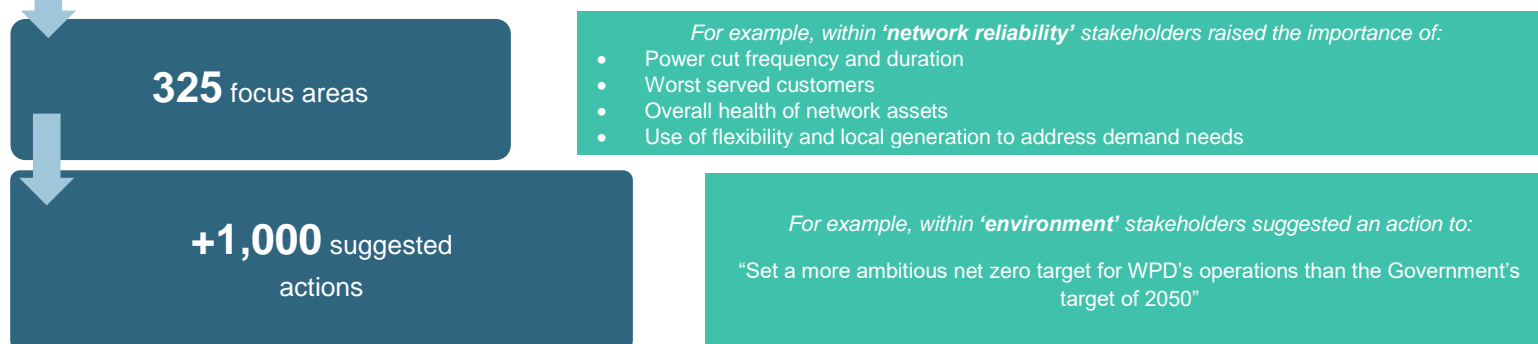 325 focus areas
For example, within ‘network reliability’ stakeholders raised the importance of:
• Power cut frequency and duration
• Worst served customers
• Overall health of network assets
• Use of flexibility and local generation to address demand needs
+1,000 suggested
actions
For example, within ‘environment’ stakeholders suggested an action to:
“Set a more ambitious net zero target for WPD’s operations than the Government’s
target of 2050”